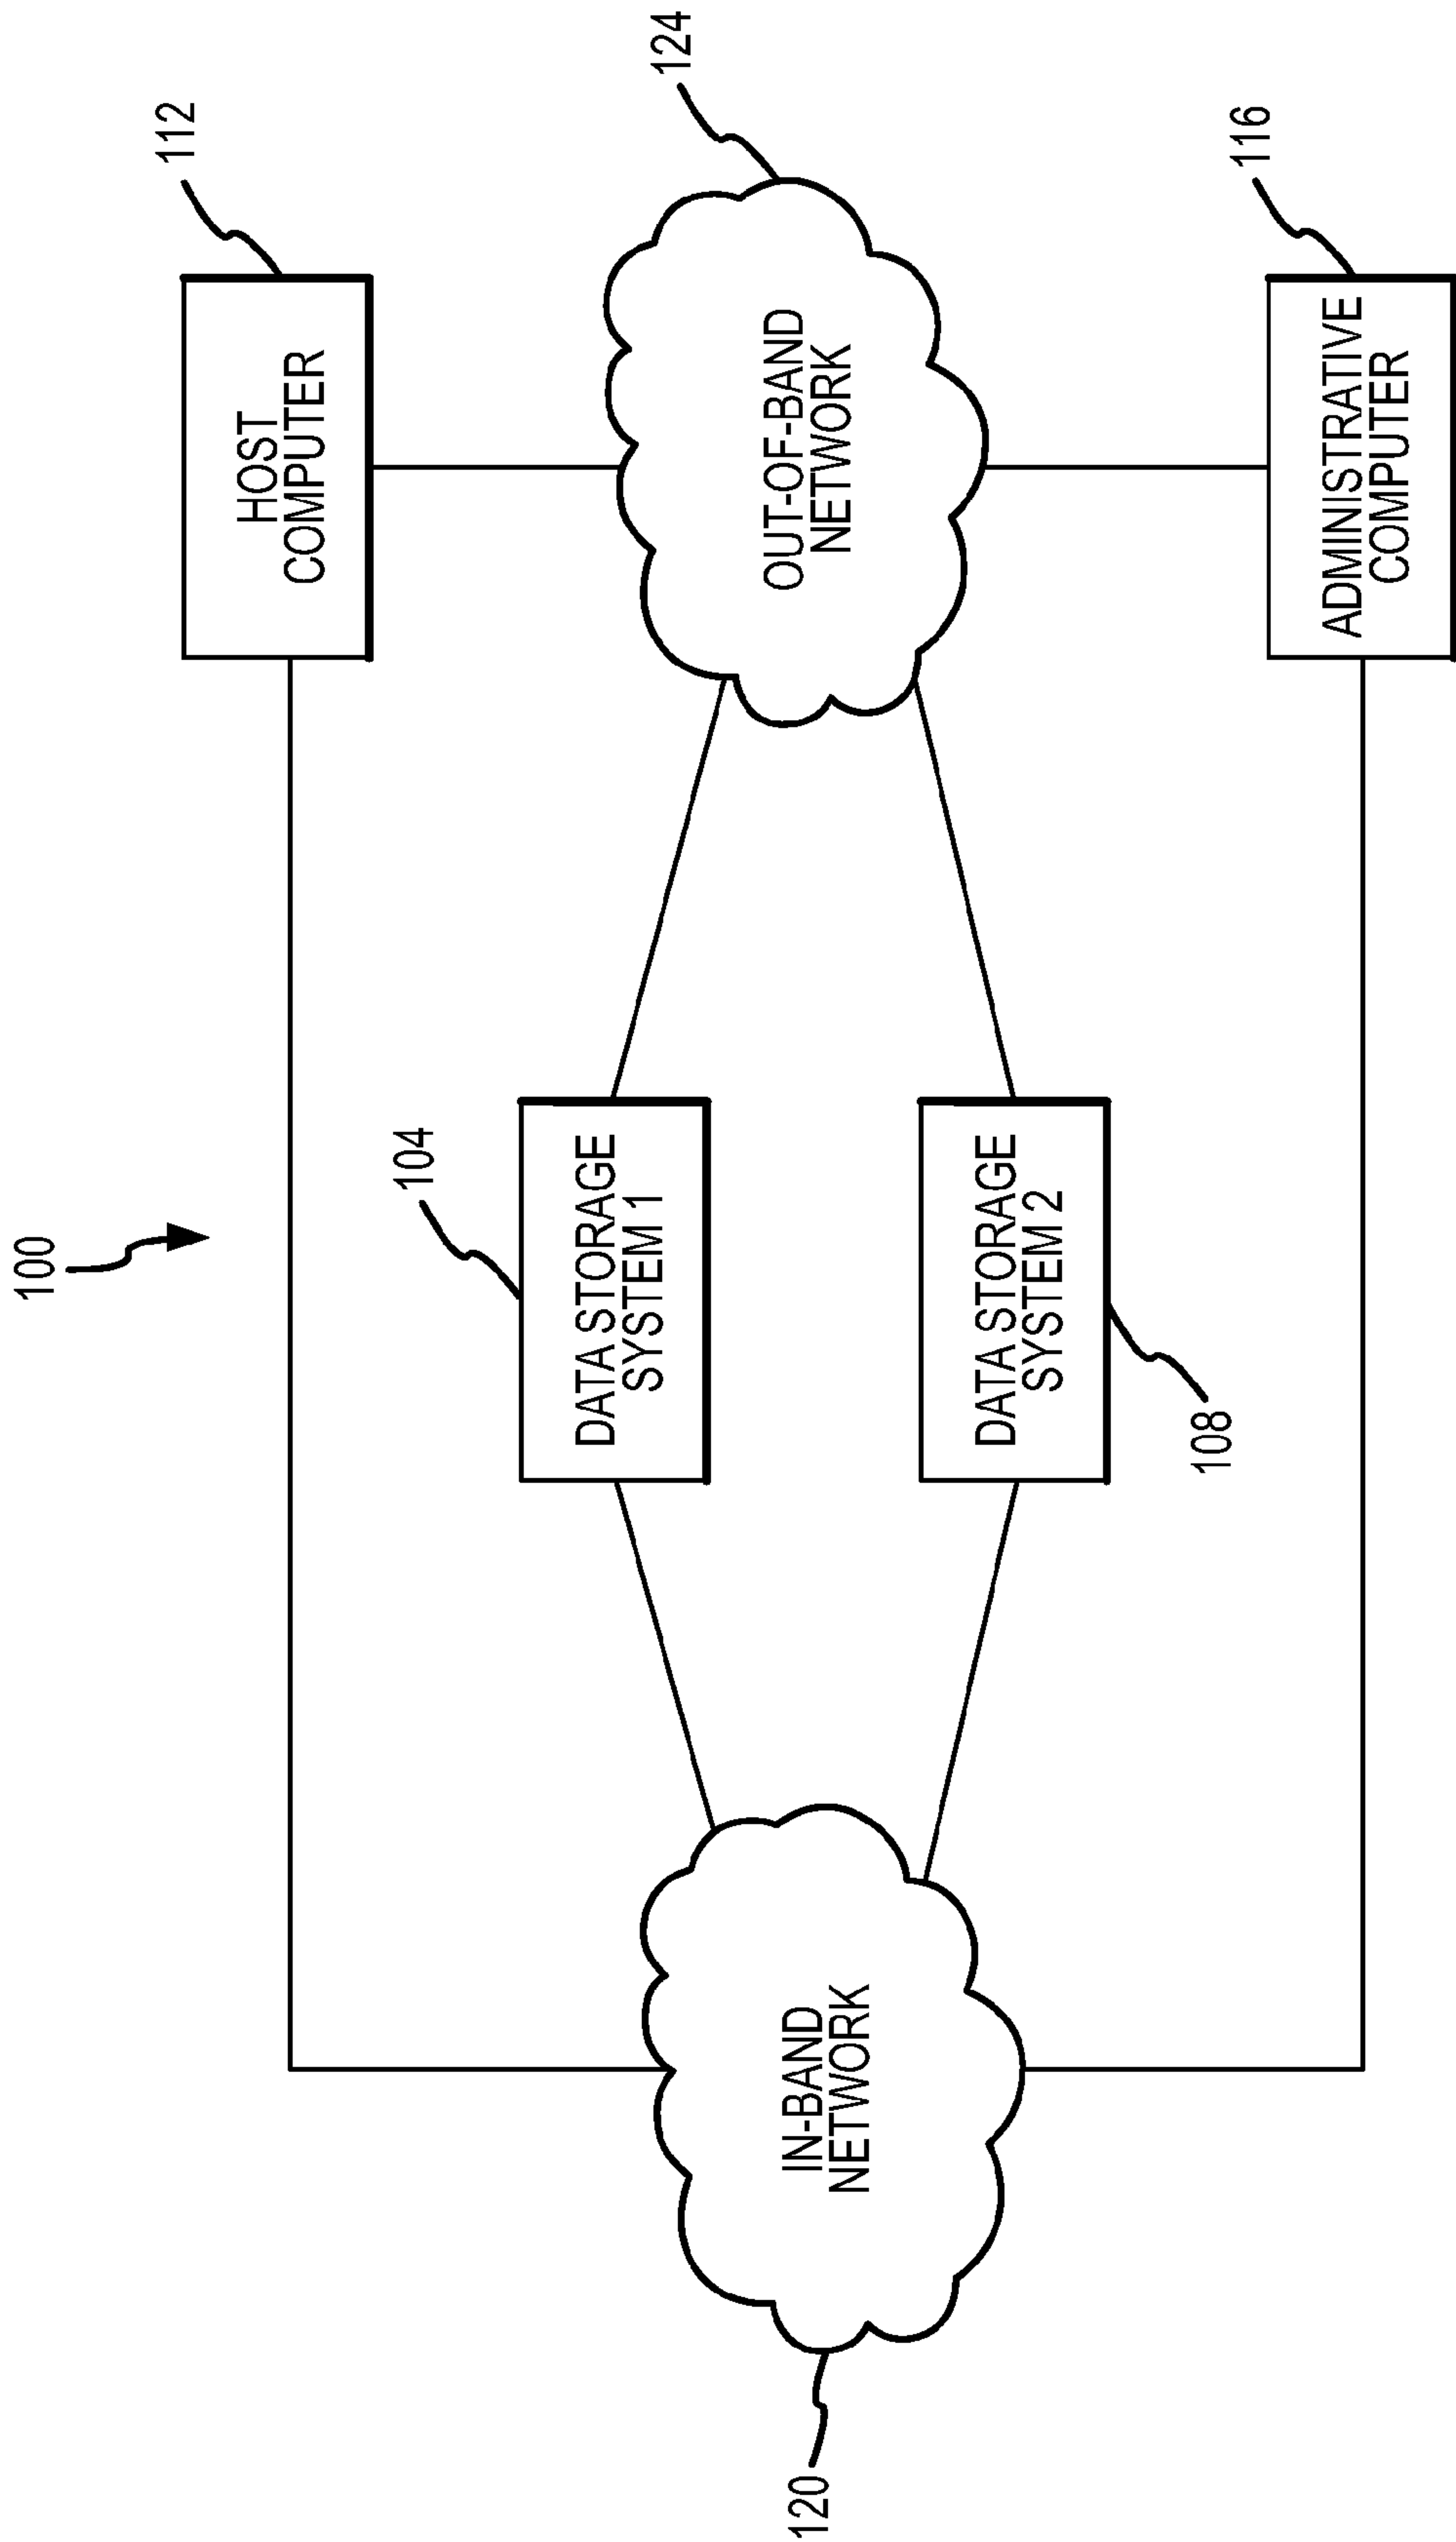 100
112
HOST
COMPUTER
104
DATA STORAGE
SYSTEM 1
124
OUT-OF-BAND
NETWORK
120
IN-BAND
NETWORK
DATA STORAGE
SYSTEM 2
108
116
ADMINISTRATIVE
COMPUTER